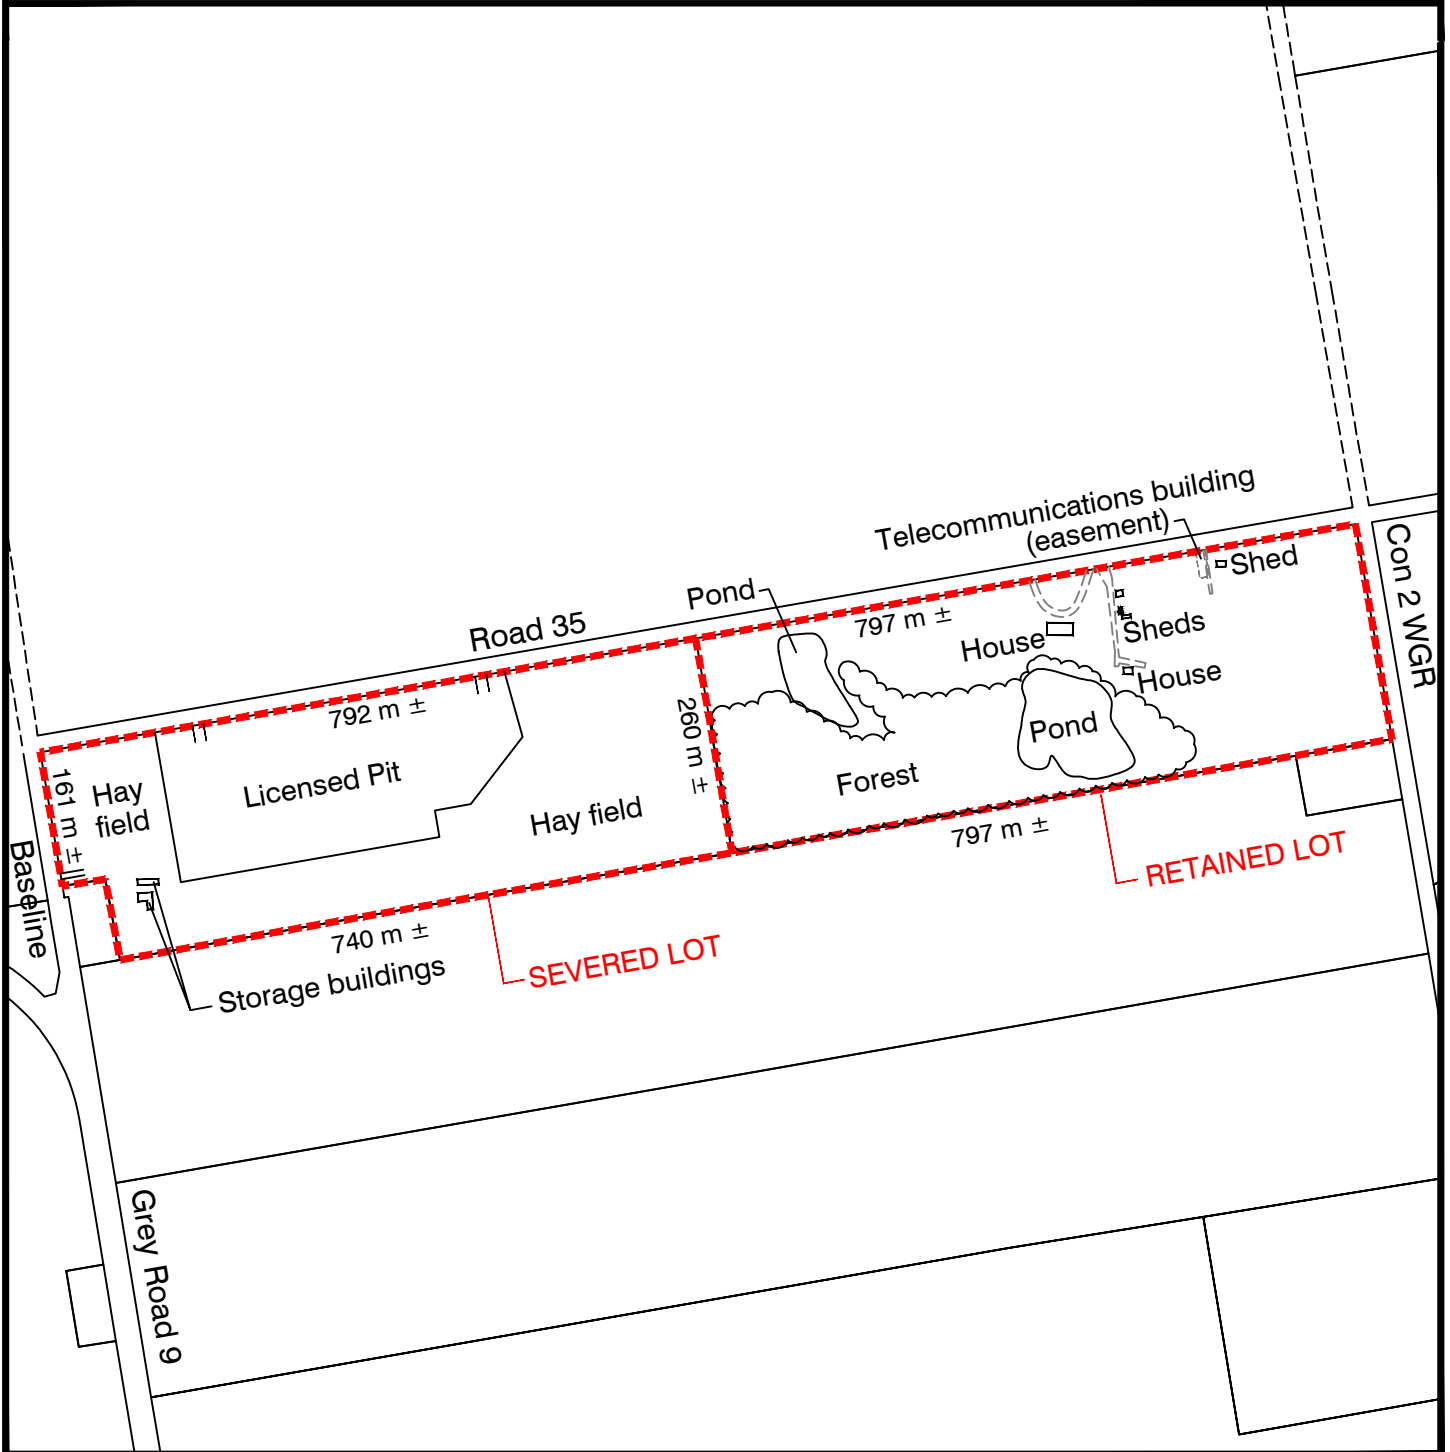 Telecommunications building
(easement)
Shed
Con 2 WGR
Pond
797 m ±
Road 35
House
Sheds
House
792 m ±
260 m ±
Pond
161 m ±
Hay
field
Licensed Pit
Hay field
Forest
797 m ±
RETAINED LOT
Baseline
740 m ±
SEVERED LOT
Storage buildings
Grey Road 9